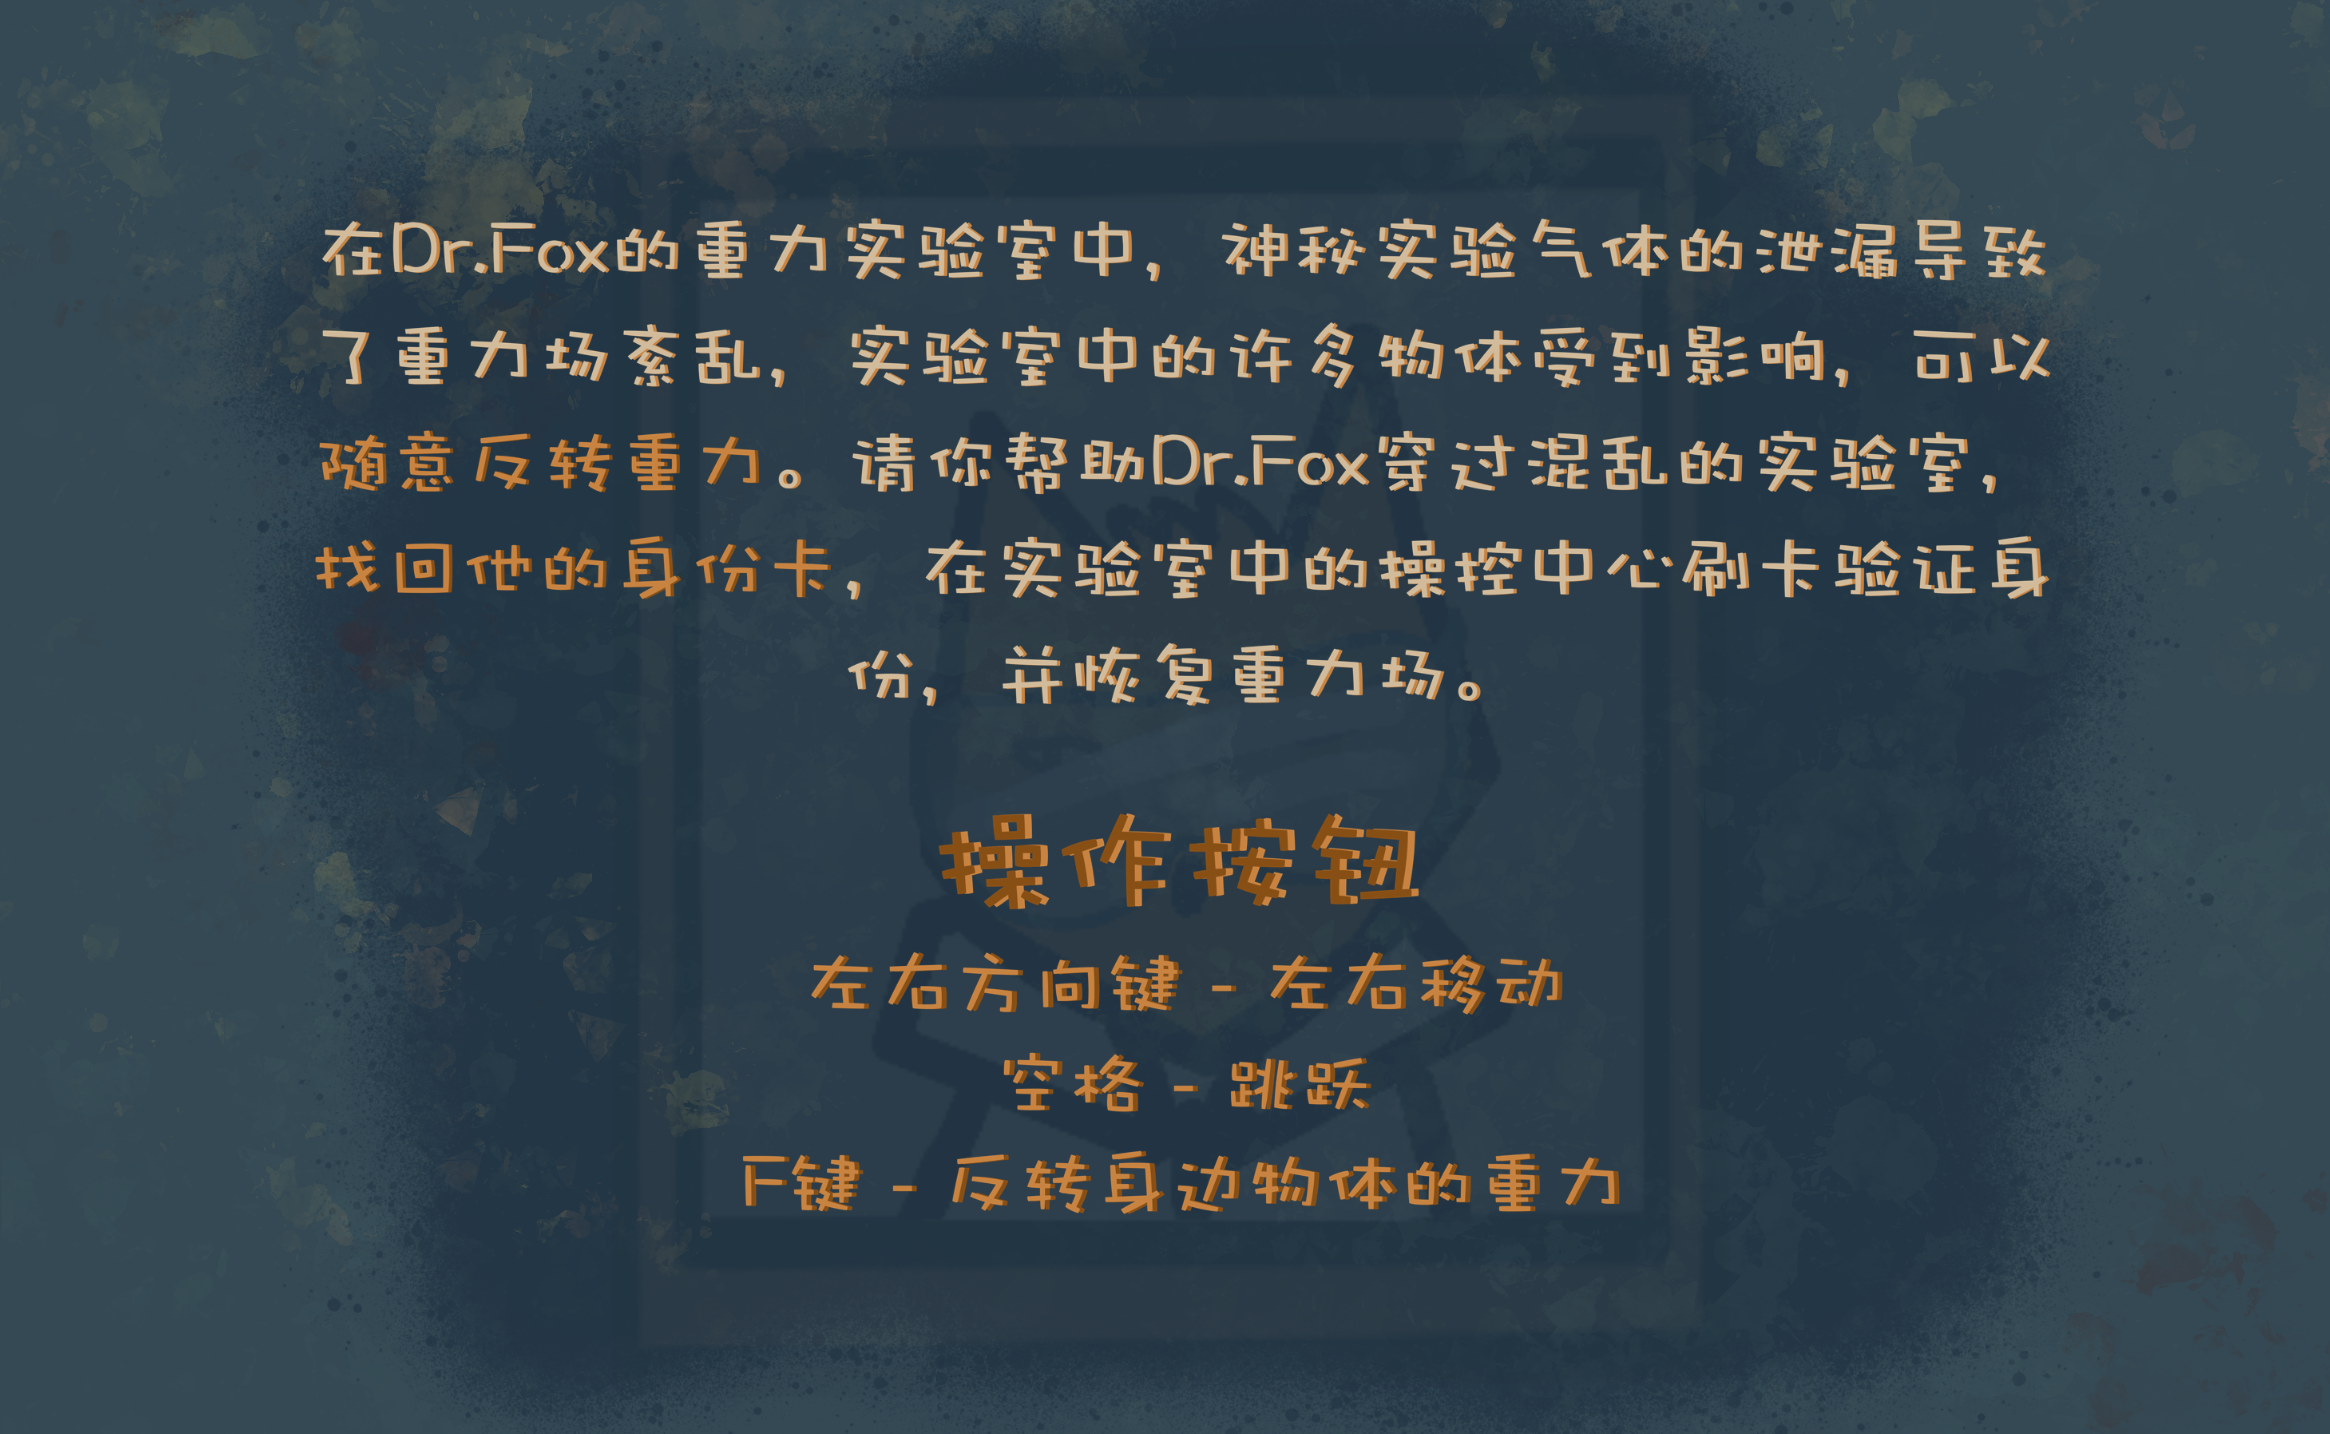 在Dr.Fox的重力实验室中，神秘实验气体的泄漏导致
了重力场紊乱，实验室中的许多物体受到影响，可以
随意反转重力。请你帮助Dr.Fox穿过混乱的实验室，
找回他的身份卡，在实验室中的操控中心刷卡验证身
份，并恢复重力场。
操作按钮
左右方向键 - 左右移动
空格 - 跳跃
F键 - 反转身边物体的重力